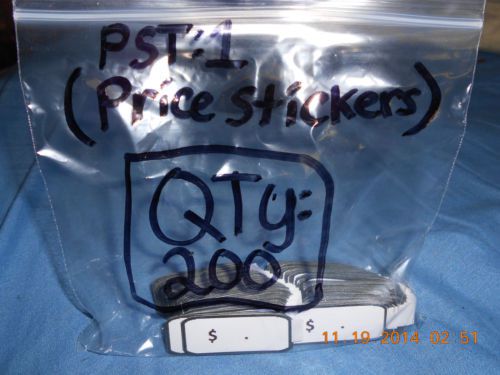 PST:1
(Price stickers)
QTy:
200
$ .
$ .
11.19.2014 02:51